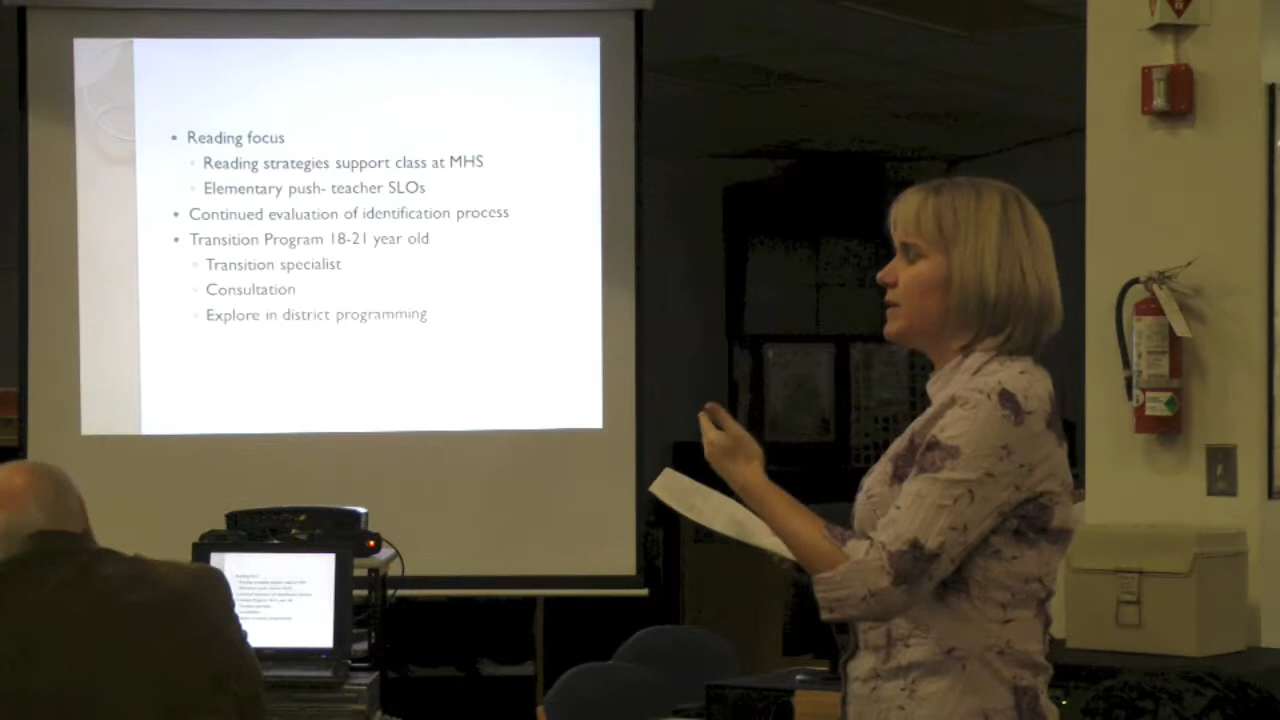 • Reading focus
◦ Reading strategies support class at MHS
◦ Elementary push- teacher SLOs
• Continued evaluation of identification process
• Transition Program 18-21 year old
◦ Transition specialist
◦ Consultation
◦ Explore in district programming